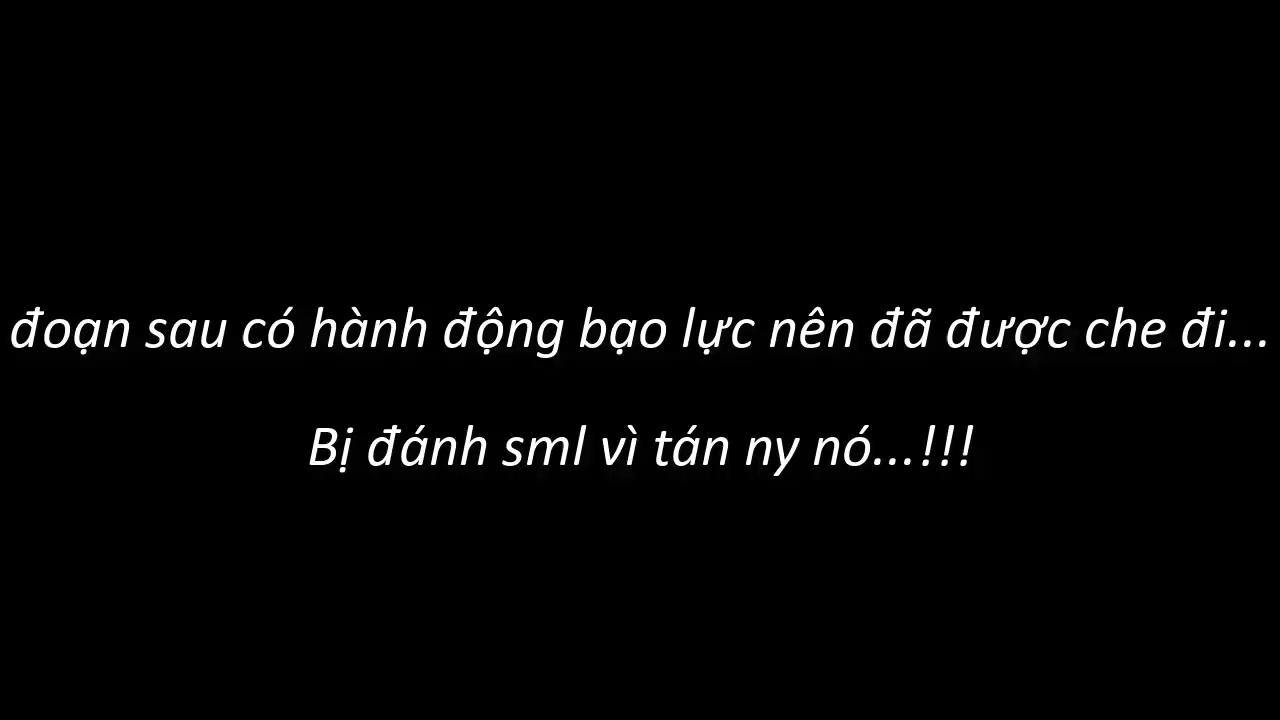 đoạn sau có hành động bạo lực nên đã được che đi...
Bị đánh sml vì tán ny nó...!!!